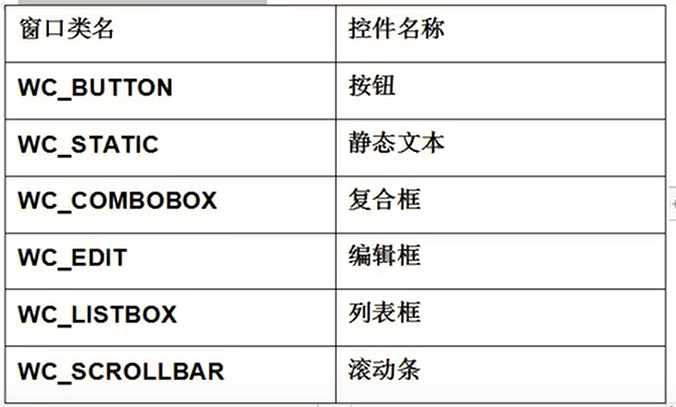 窗口类名 控件名称
WC_BUTTON 按钮
WC_STATIC 静态文本
WC_COMBOBOX 复合框
WC_EDIT 编辑框
WC_LISTBOX 列表框
WC_SCROLLBAR 滚动条